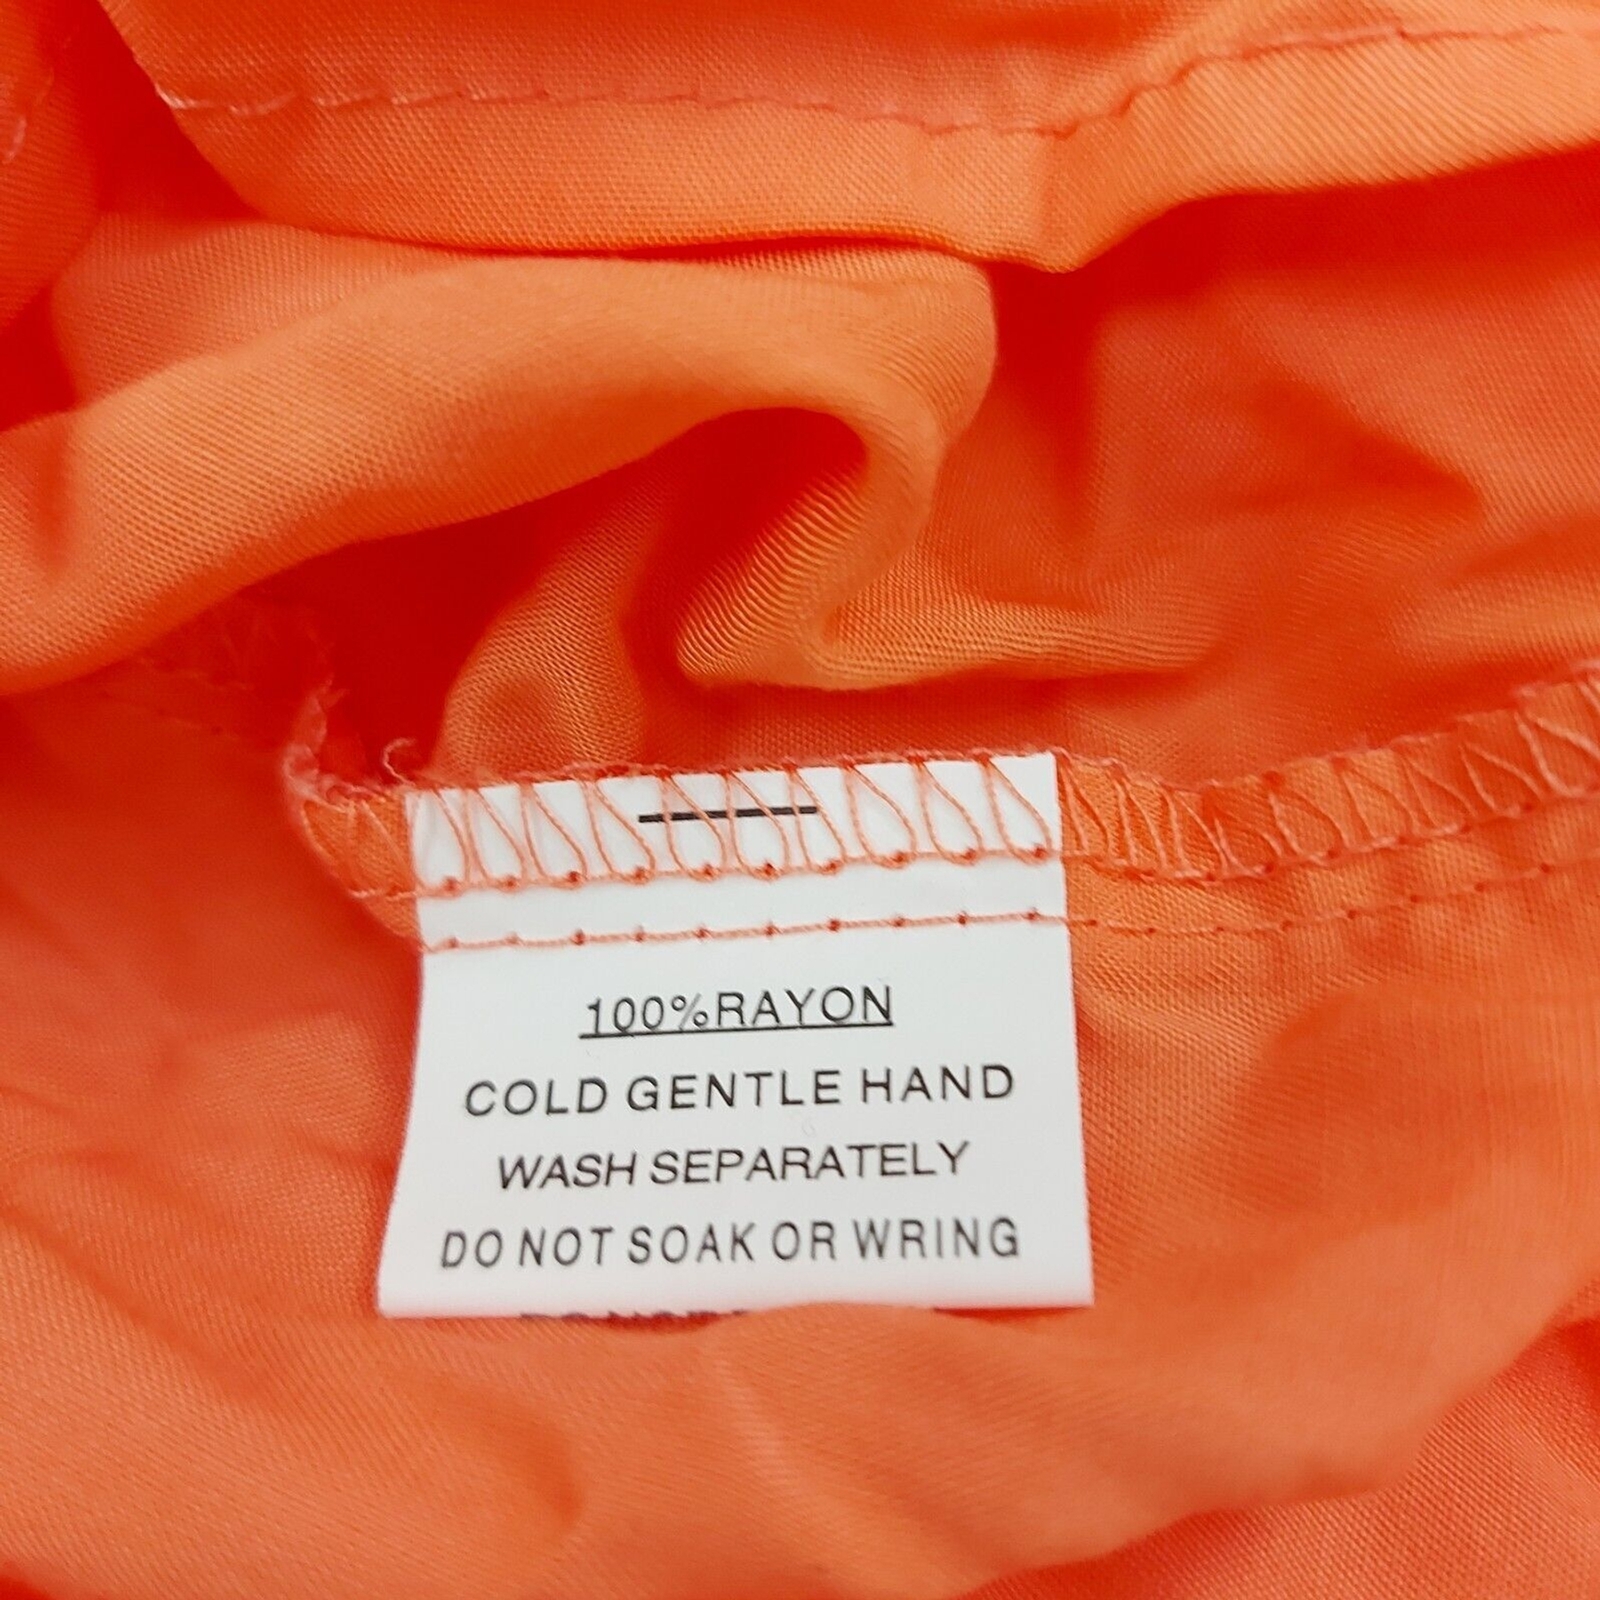 100%RAYON
COLD GENTLE HAND
WASH SEPARATELY
DO NOT SOAK OR WRING